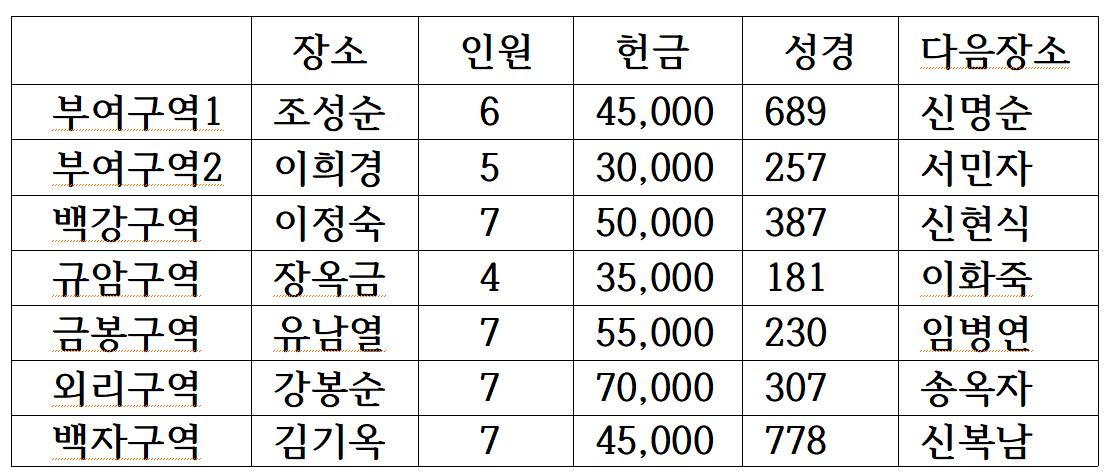 장소 인원 헌금 성경 다음장소
부여구역1 조성순 6 45,000 689 신명순
부여구역2 이희경 5 30,000 257 서민자
백강구역 이정숙 7 50,000 387 신현식
규암구역 장옥금 4 35,000 181 이화죽
금봉구역 유남열 7 55,000 230 임병연
외리구역 강봉순 7 70,000 307 송옥자
백자구역 김기옥 7 45,000 778 신복남